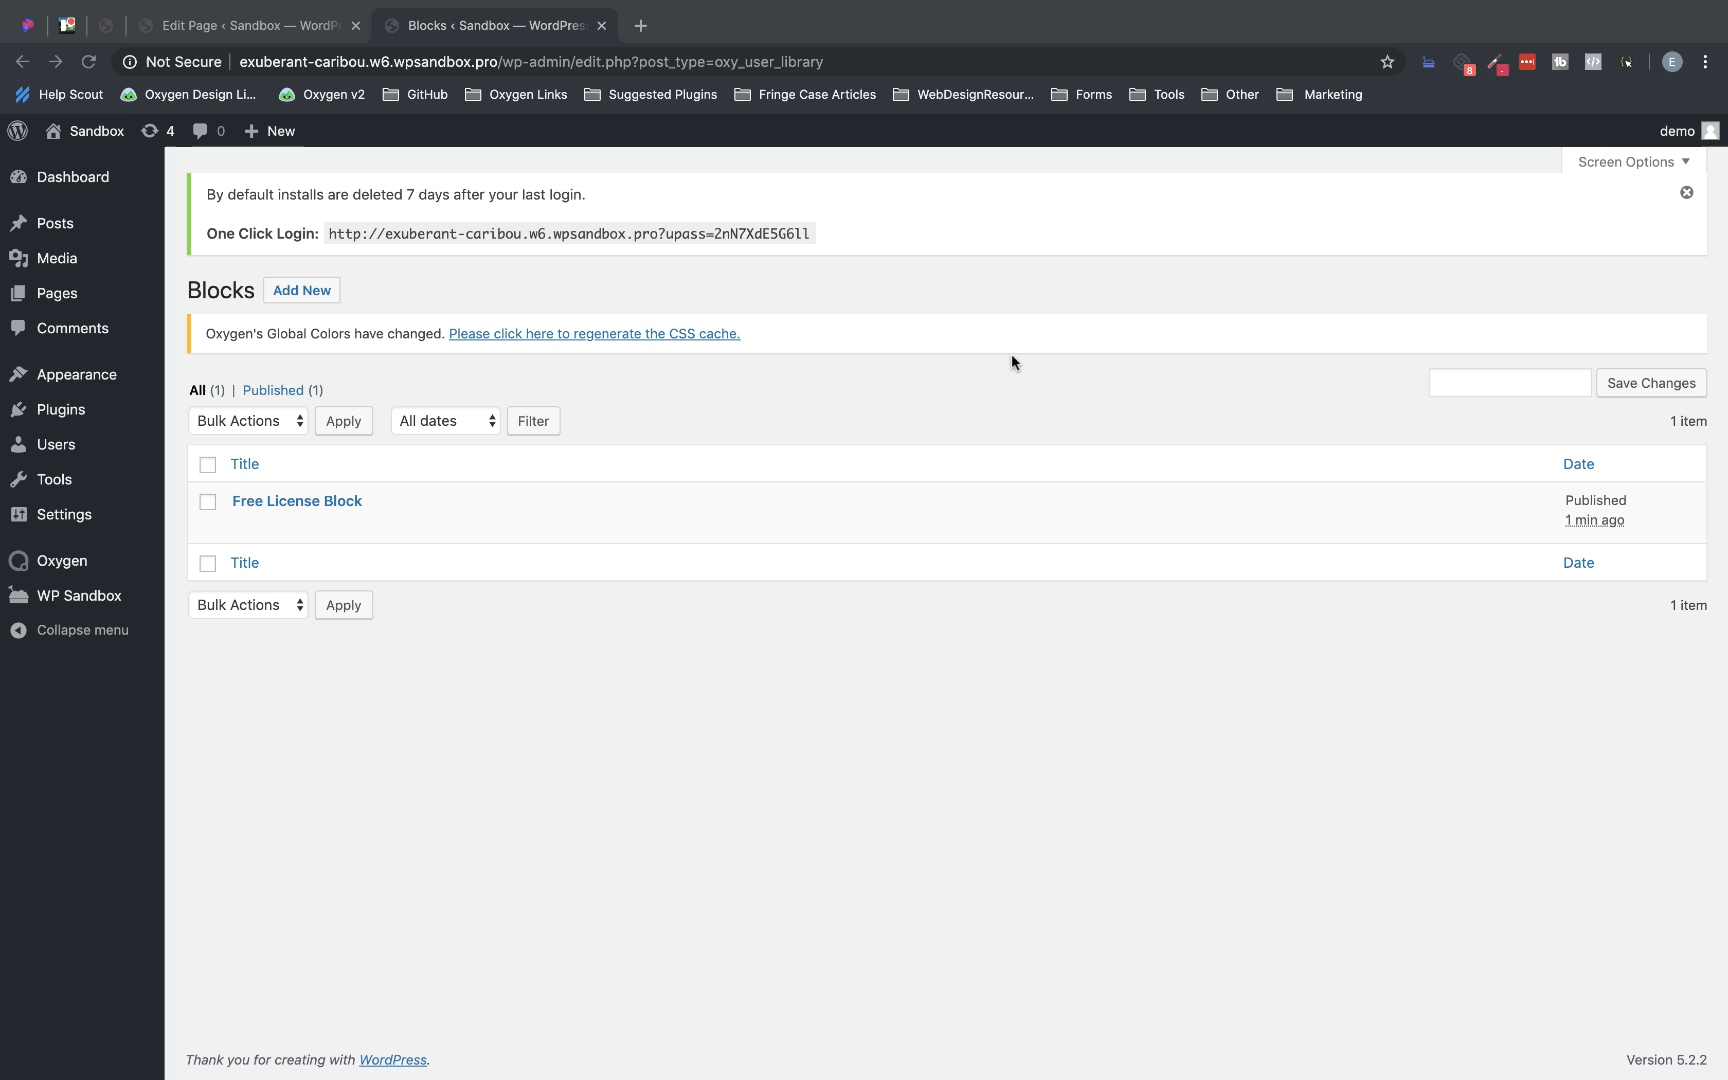 Edit Page ‹ Sandbox — WordPr
Blocks ‹ Sandbox — WordPres
Not Secure
exuberant-caribou.w6.wpsandbox.pro/wp-admin/edit.php?post_type=oxy_user_library
8
tb
E
Help Scout
Oxygen Design Li...
Oxygen v2
GitHub
Oxygen Links
Suggested Plugins
Fringe Case Articles
WebDesignResour...
Forms
Tools
Other
Marketing
Sandbox
4
0
New
demo
Screen Options
Dashboard
Posts
Media
Pages
Comments
Appearance
Plugins
Users
Tools
Settings
Oxygen
WP Sandbox
Collapse menu
By default installs are deleted 7 days after your last login.
One Click Login: http://exuberant-caribou.w6.wpsandbox.pro?upass=2nN7XdE5G6ll
Blocks Add New
Oxygen's Global Colors have changed. Please click here to regenerate the CSS cache.
All (1) | Published (1)
Save Changes
Bulk Actions Apply All dates Filter
1 item
Title Date
Free License Block Published
1 min ago
Title Date
Bulk Actions Apply
1 item
Thank you for creating with WordPress.
Version 5.2.2